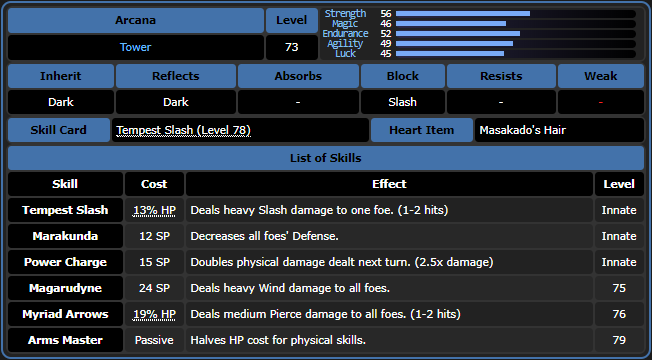 Arcana Level
Tower 73
Strength 56
Magic 46
Endurance 52
Agility 49
Luck 45
Inherit Reflects Absorbs Block Resists Weak
Dark Dark - Slash - -
Skill Card Tempest Slash (Level 78) Heart Item Masakado's Hair
List of Skills
Skill Cost Effect Level
Tempest Slash 13% HP Deals heavy Slash damage to one foe. (1-2 hits) Innate
Marakunda 12 SP Decreases all foes' Defense. Innate
Power Charge 15 SP Doubles physical damage dealt next turn. (2.5x damage) Innate
Magarudyne 24 SP Deals heavy Wind damage to all foes. 75
Myriad Arrows 19% HP Deals medium Pierce damage to all foes. (1-2 hits) 76
Arms Master Passive Halves HP cost for physical skills. 79